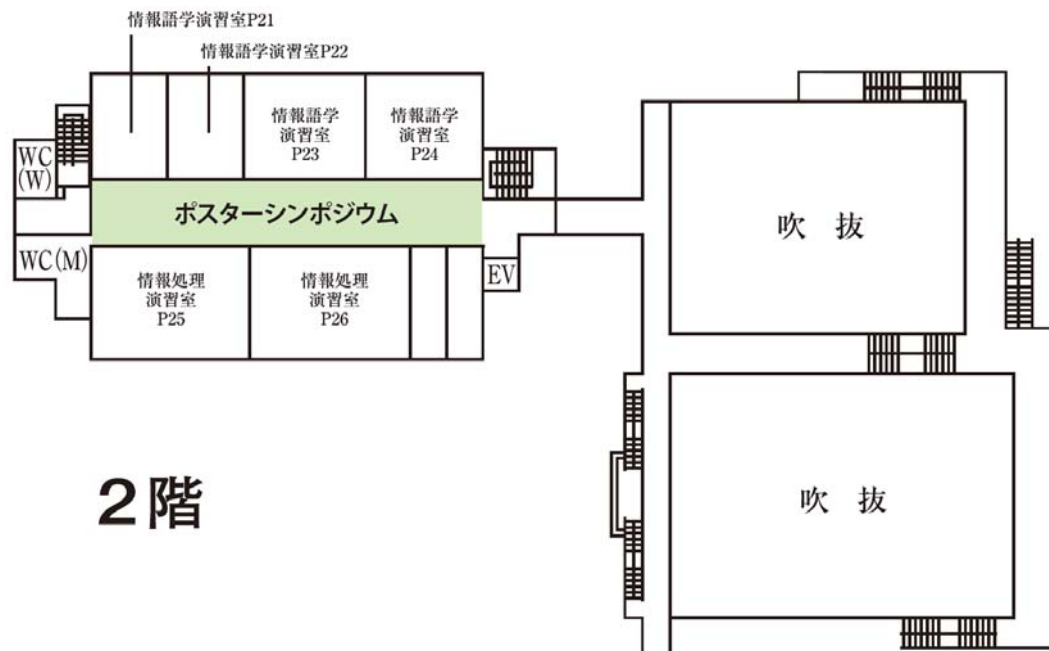 情報語学演習室P21
情報語学演習室P22
情報語学
演習室
P23
情報語学
演習室
P24
WC
(W)
ポスターシンポジウム
吹 抜
WC(M)
EV
情報処理
演習室
P25
情報処理
演習室
P26
2階
吹 抜